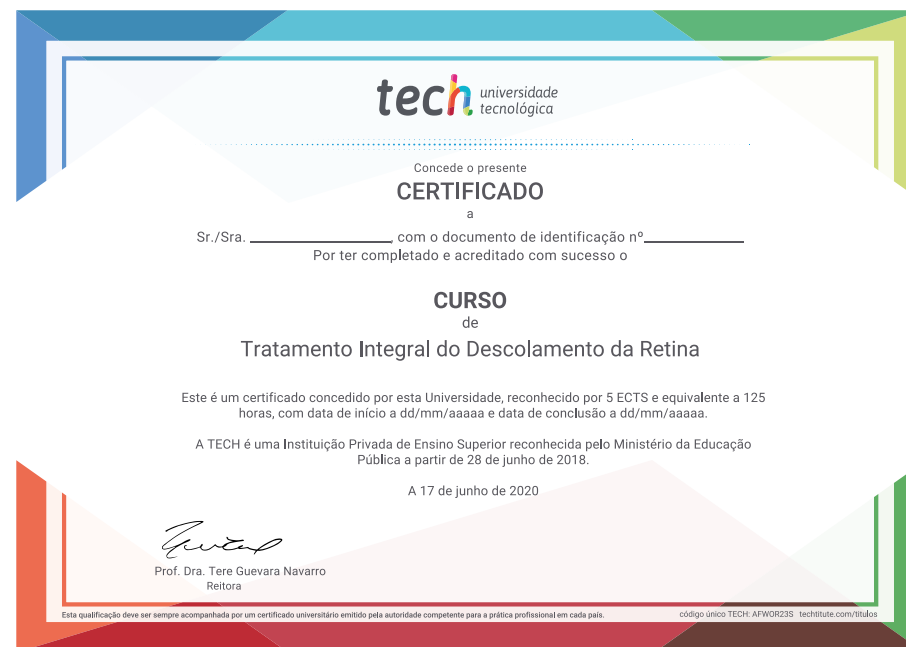 tech universidade
tecnológica
Concede o presente
CERTIFICADO
a
Sr./Sra. ____________________, com o documento de identificação nº______________
Por ter completado e acreditado com sucesso o
CURSO
de
Tratamento Integral do Descolamento da Retina
Este é um certificado concedido por esta Universidade, reconhecido por 5 ECTS e equivalente a 125
horas, com data de início a dd/mm/aaaaa e data de conclusão a dd/mm/aaaaa.
A TECH é uma Instituição Privada de Ensino Superior reconhecida pelo Ministério da Educação
Pública a partir de 28 de junho de 2018.
A 17 de junho de 2020
Prof. Dra. Tere Guevara Navarro
Reitora
Esta qualificação deve ser sempre acompanhada por um certificado universitário emitido pela autoridade competente para a prática profissional em cada país.
código único TECH: AFWOR23S techtitute.com/titulos